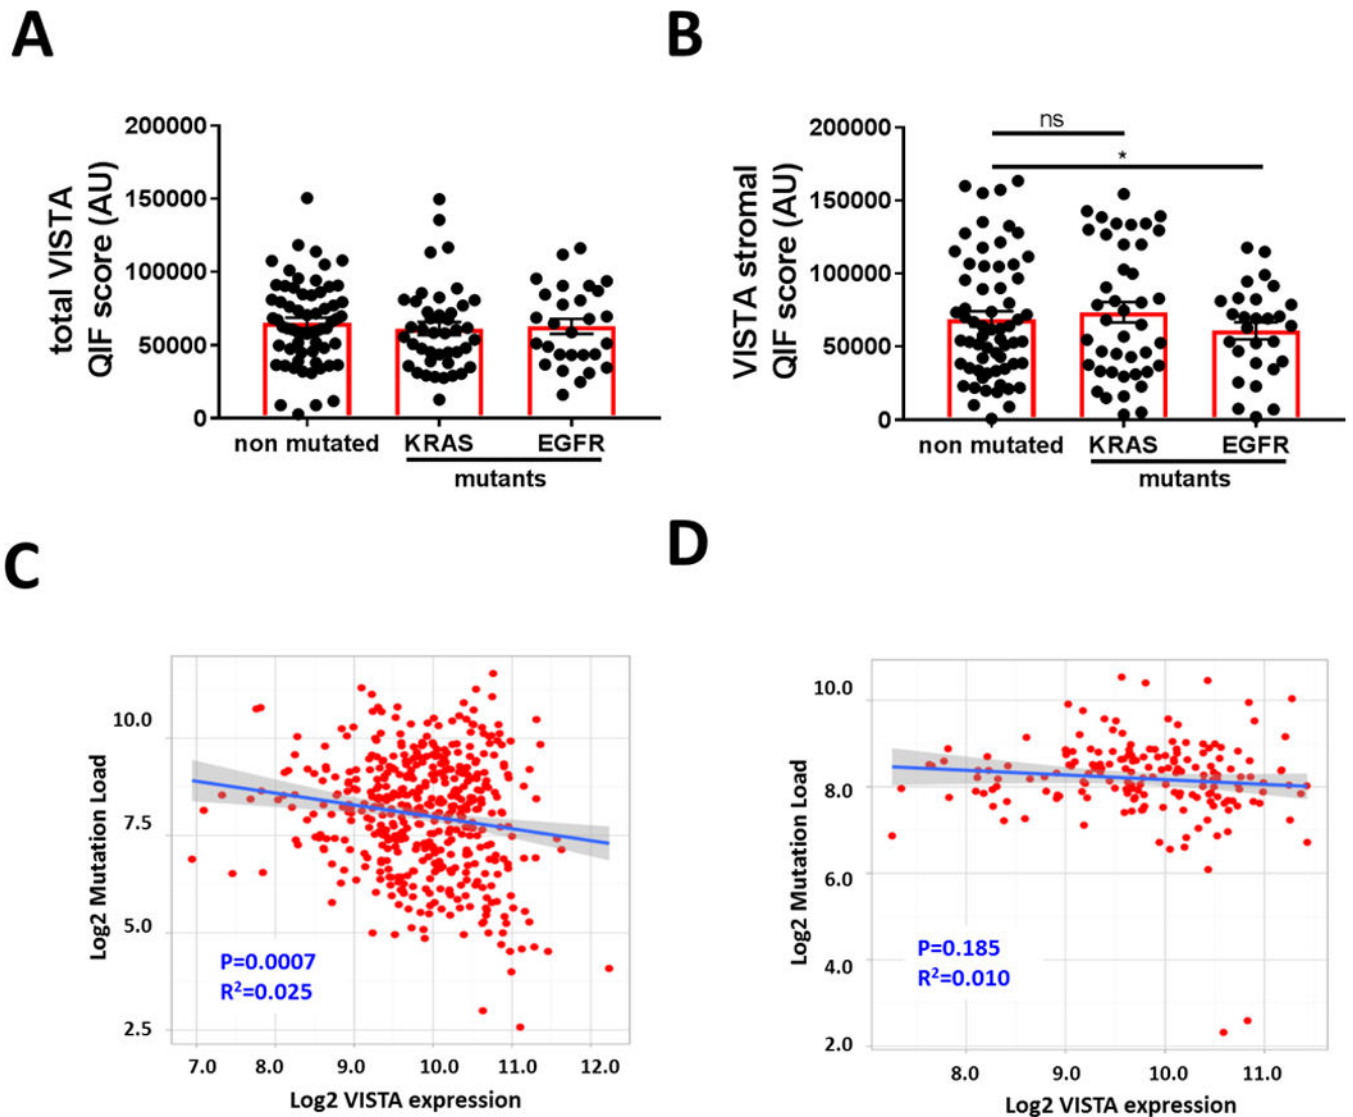 A
B
total VISTA
QIF score (AU)
200000
150000
100000
50000
0
non mutated
KRAS
EGFR
mutants
VISTA stromal
QIF score (AU)
200000
150000
100000
50000
0
ns
*
non mutated
KRAS
EGFR
mutants
C
D
Log2 Mutation Load
10.0
7.5
5.0
2.5
P=0.0007
R²=0.025
7.0
8.0
9.0
10.0
11.0
12.0
Log2 VISTA expression
Log2 Mutation Load
10.0
8.0
6.0
4.0
2.0
P=0.185
R²=0.010
8.0
9.0
10.0
11.0
Log2 VISTA expression